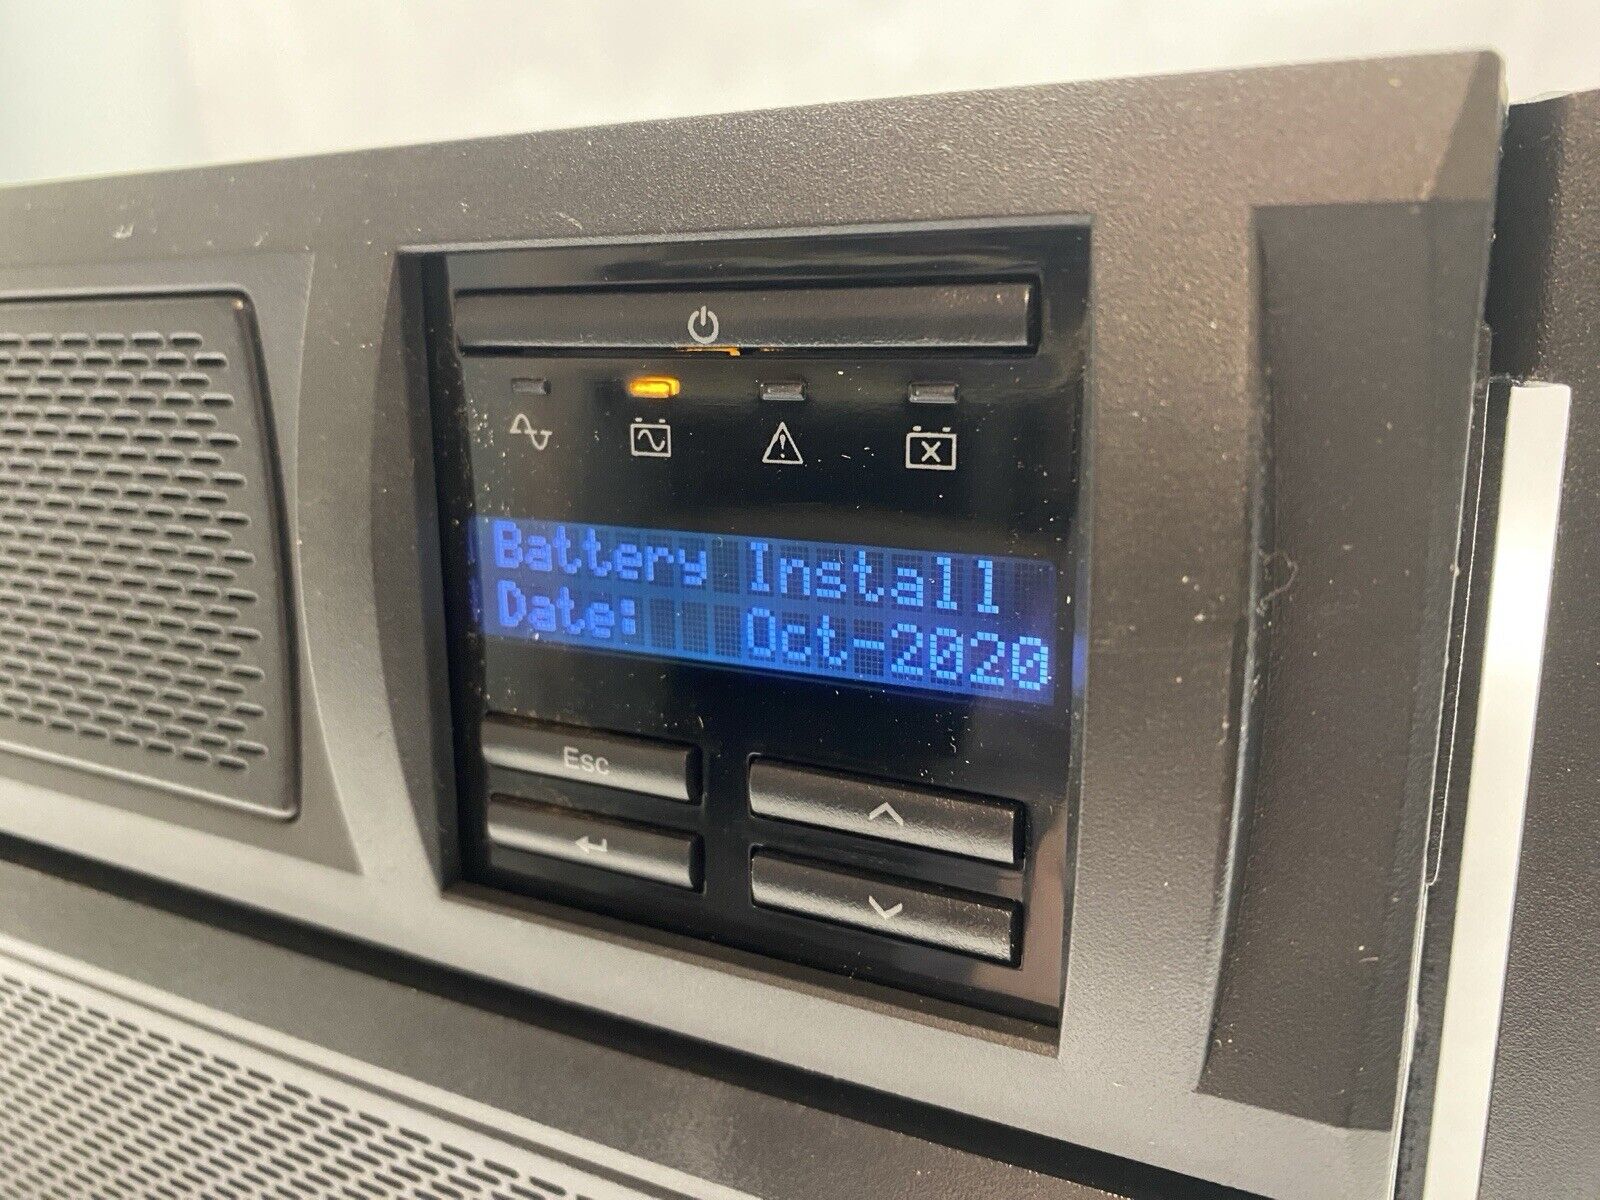 Battery Install
Date: Oct-2020
Esc